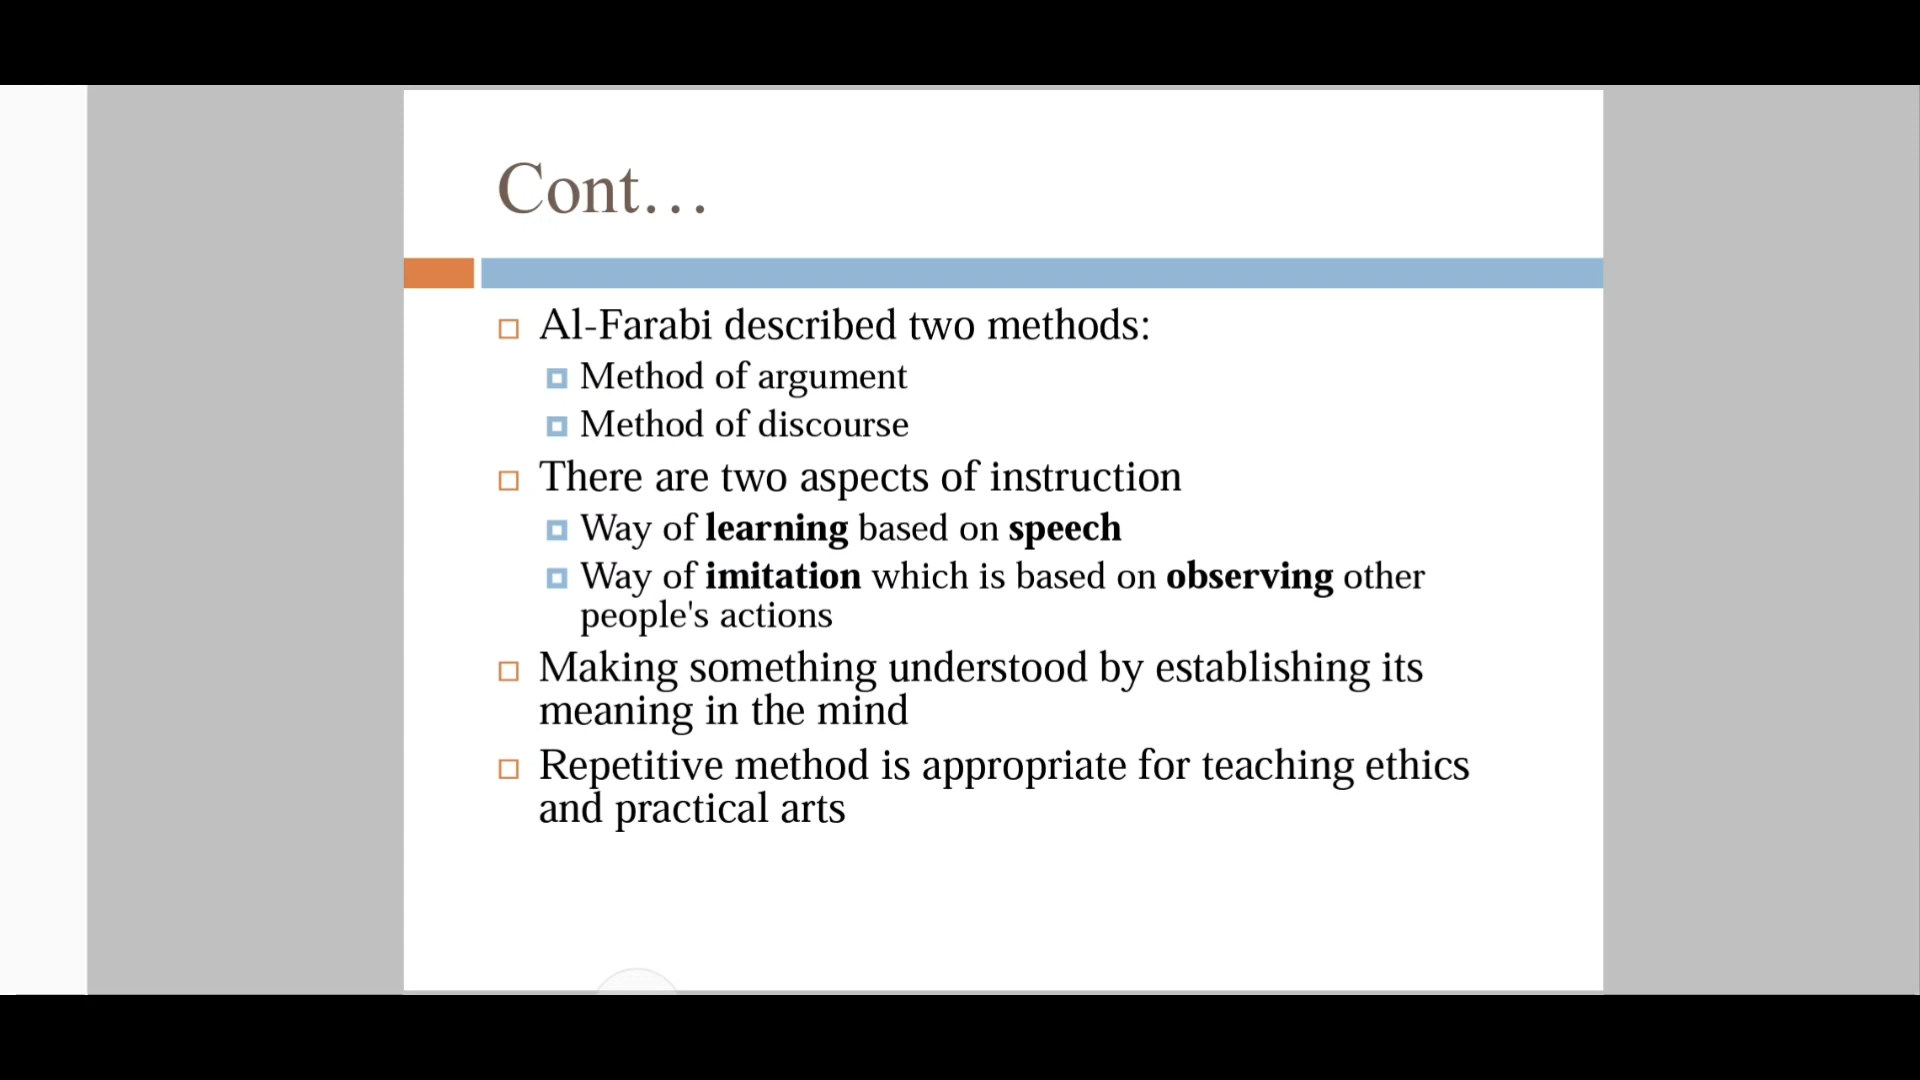 Cont…
Al-Farabi described two methods:
Method of argument
Method of discourse
There are two aspects of instruction
Way of learning based on speech
Way of imitation which is based on observing other
people's actions
Making something understood by establishing its
meaning in the mind
Repetitive method is appropriate for teaching ethics
and practical arts